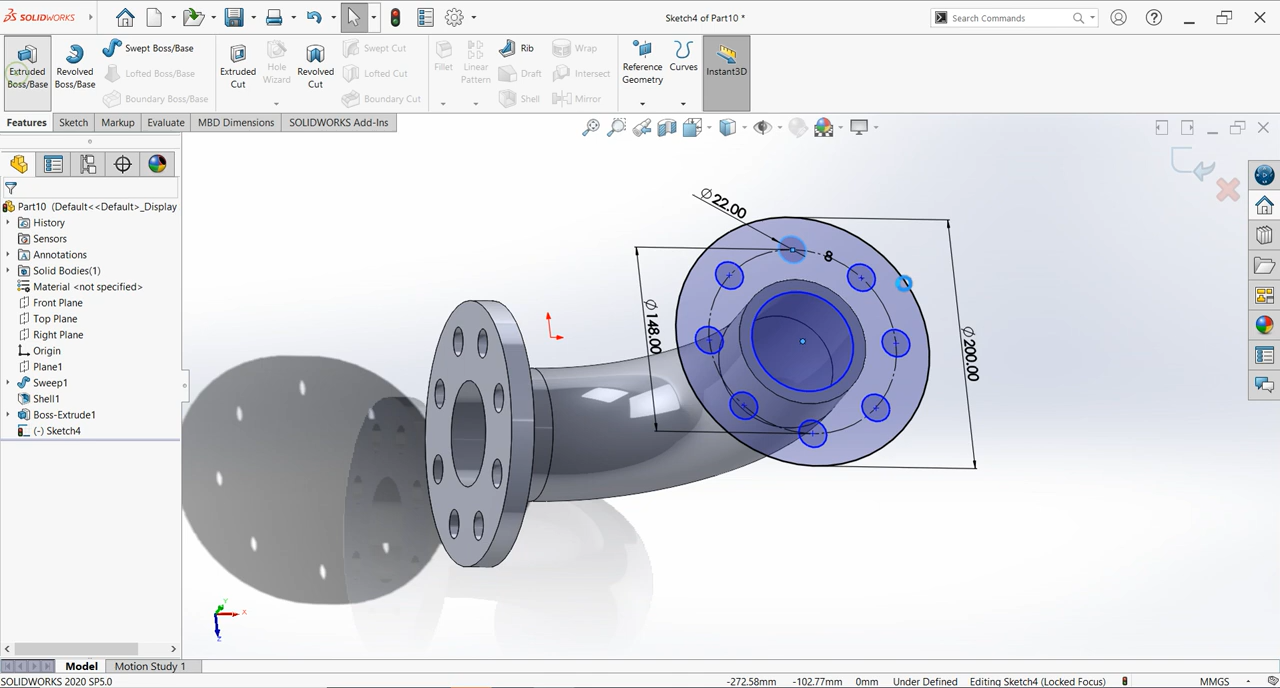 SOLIDWORKS
Sketch4 of Part10 *
Search Commands
Extruded Boss/Base
Revolved Boss/Base
Swept Boss/Base
Lofted Boss/Base
Boundary Boss/Base
Extruded Cut
Hole Wizard
Revolved Cut
Swept Cut
Lofted Cut
Boundary Cut
Fillet
Linear Pattern
Rib
Draft
Shell
Wrap
Intersect
Mirror
Reference Geometry
Curves
Instant3D
Features
Sketch
Markup
Evaluate
MBD Dimensions
SOLIDWORKS Add-Ins
Part10 (Default<<Default>_Display
History
Sensors
Annotations
Solid Bodies(1)
Material <not specified>
Front Plane
Top Plane
Right Plane
Origin
Plane1
Sweep1
Shell1
Boss-Extrude1
(-) Sketch4
∅22.00
8
∅148.00
∅200.00
Y
X
Z
Model
Motion Study 1
SOLIDWORKS 2020 SP5.0
-272.58mm
-102.77mm
0mm
Under Defined
Editing Sketch4 (Locked Focus)
MMGS